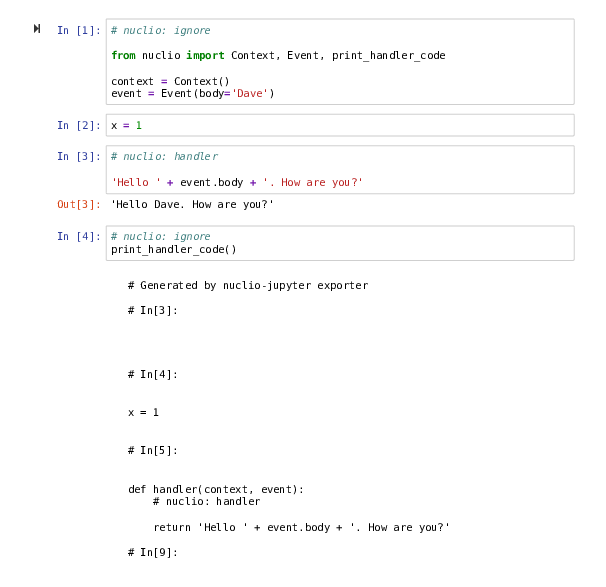 In [1]: # nuclio: ignore
from nuclio import Context, Event, print_handler_code
context = Context()
event = Event(body='Dave')
In [2]: x = 1
In [3]: # nuclio: handler
'Hello ' + event.body + '. How are you?'
Out[3]: 'Hello Dave. How are you?'
In [4]: # nuclio: ignore
print_handler_code()
# Generated by nuclio-jupyter exporter
# In[3]:
# In[4]:
x = 1
# In[5]:
def handler(context, event):
    # nuclio: handler
    return 'Hello ' + event.body + '. How are you?'
# In[9]: